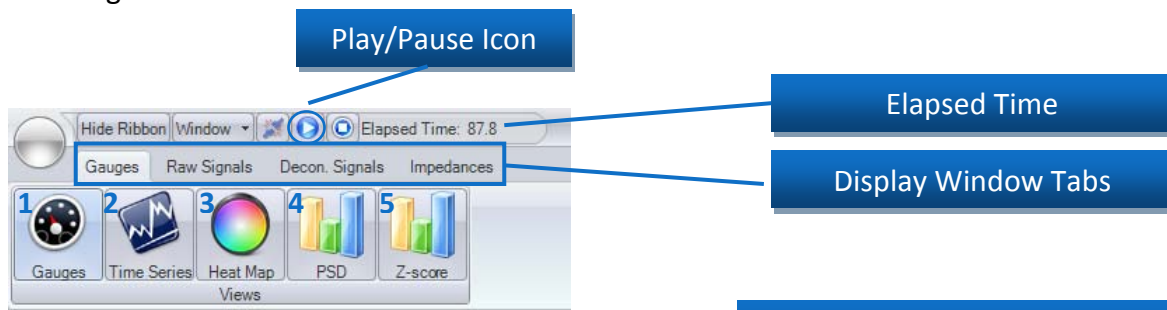 Play/Pause Icon
Elapsed Time
Hide Ribbon Window Elapsed Time: 87.8
Gauges Raw Signals Decon. Signals Impedances
Display Window Tabs
1 2 3 4 5
Gauges Time Series Heat Map PSD Z-score
Views